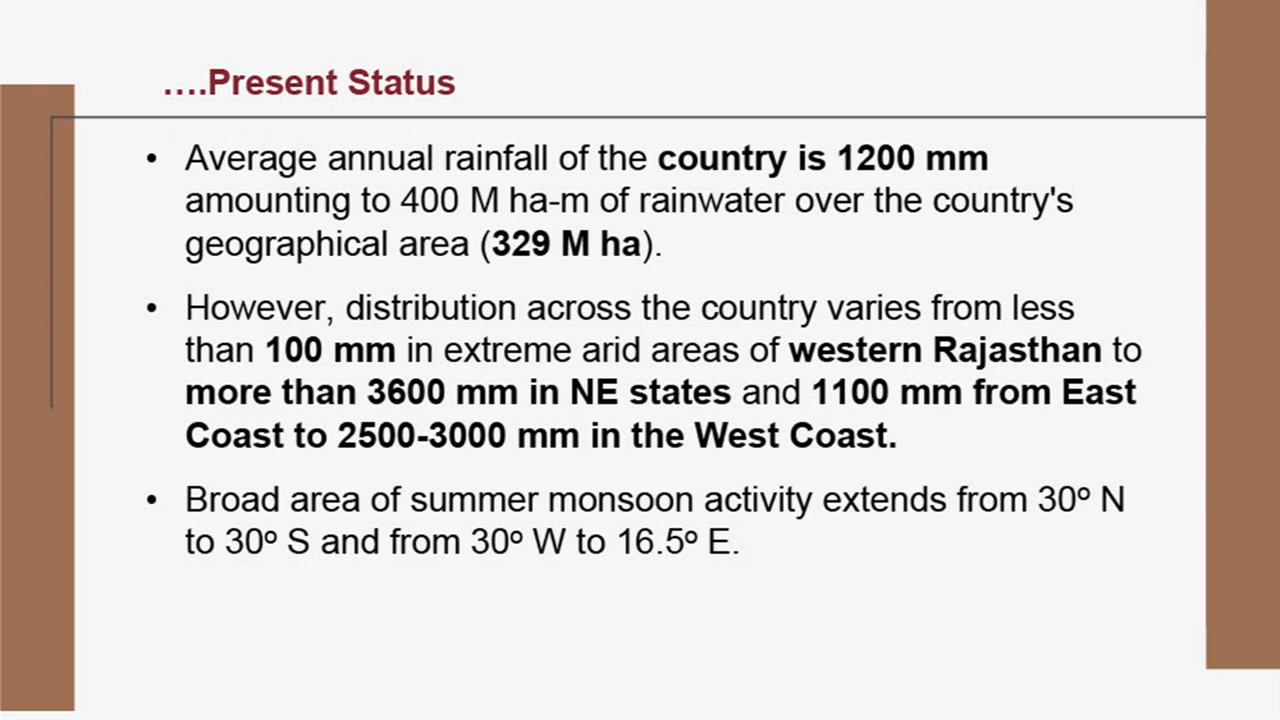 ....Present Status
• Average annual rainfall of the country is 1200 mm
amounting to 400 M ha-m of rainwater over the country's
geographical area (329 M ha).
• However, distribution across the country varies from less
than 100 mm in extreme arid areas of western Rajasthan to
more than 3600 mm in NE states and 1100 mm from East
Coast to 2500-3000 mm in the West Coast.
• Broad area of summer monsoon activity extends from 30º N
to 30º S and from 30º W to 16.5º E.